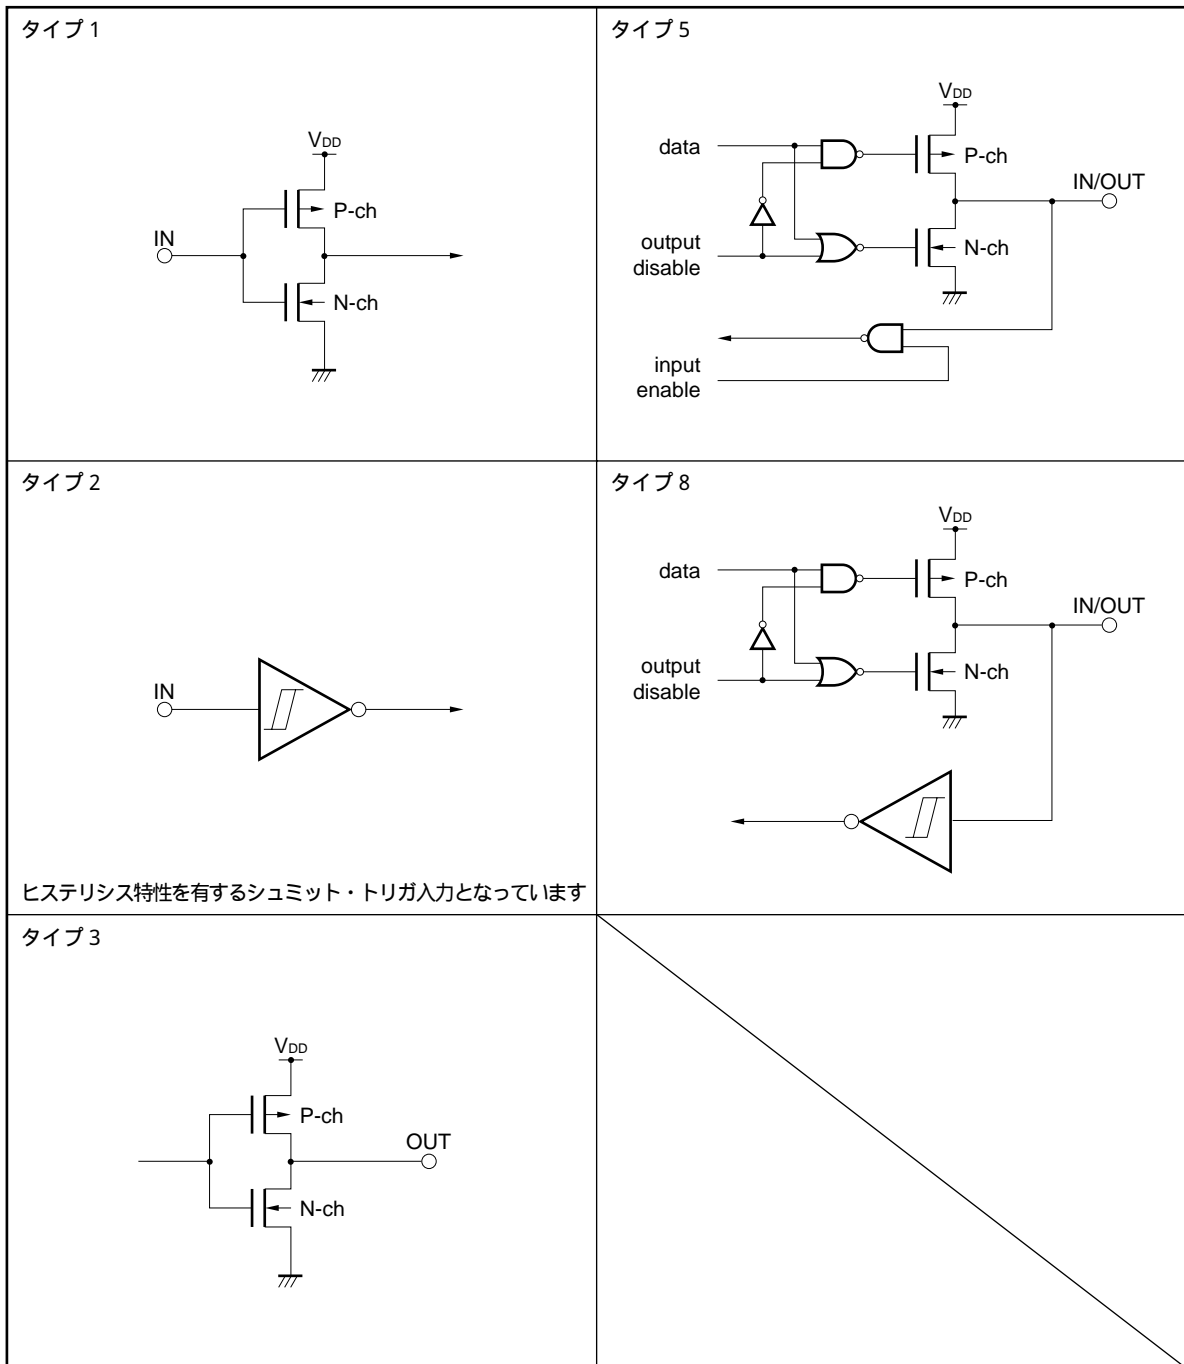 タイプ 1
VDD
P-ch
IN
N-ch
タイプ 5
VDD
data
P-ch
IN/OUT
output
disable
N-ch
input
enable
タイプ 2
IN
ヒステリシス特性を有するシュミット・トリガ入力となっています
タイプ 8
VDD
data
P-ch
IN/OUT
output
disable
N-ch
タイプ 3
VDD
P-ch
OUT
N-ch